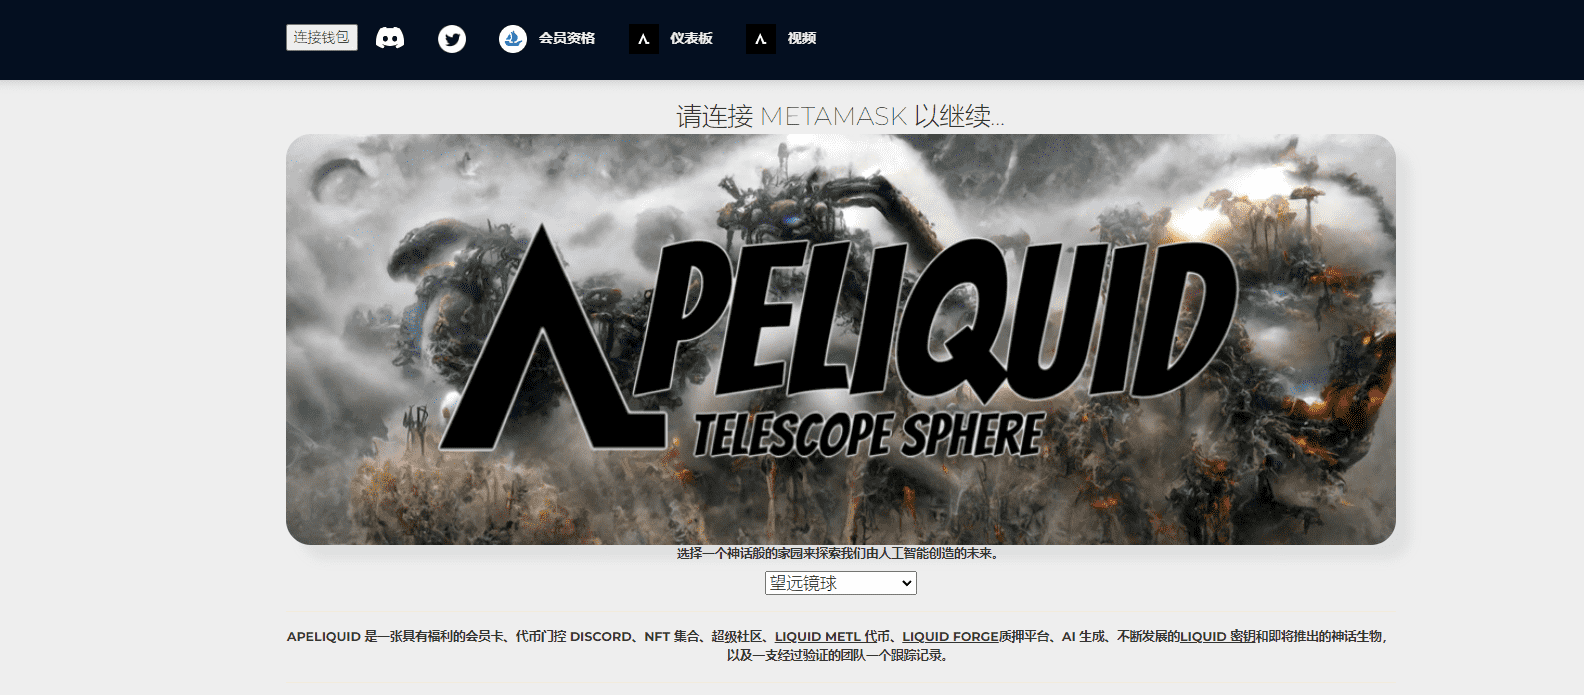 连接钱包 会员资格 仪表板 视频
请连接 METAMASK 以继续...
APELIQUID
TELESCOPE SPHERE
选择一个神话般的家园来探索我们由人工智能创造的未来。
望远镜球
APELIQUID 是一张具有福利的会员卡、代币门控 DISCORD、NFT 集合、超级社区、LIQUID METL 代币、LIQUID FORGE质押平台、AI 生成、不断发展的LIQUID 密钥和即将推出的神话生物,
以及一支经过验证的团队一个跟踪记录。